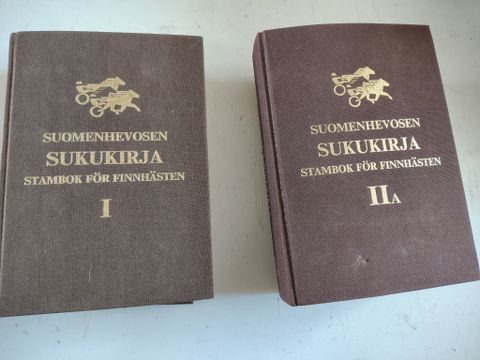 SUOMENHEVOSEN
SUKUKIRJA
STAMBOK FÖR FINNHÄSTEN
I
SUOMENHEVOSEN
SUKUKIRJA
STAMBOK FÖR FINNHÄSTEN
IIA